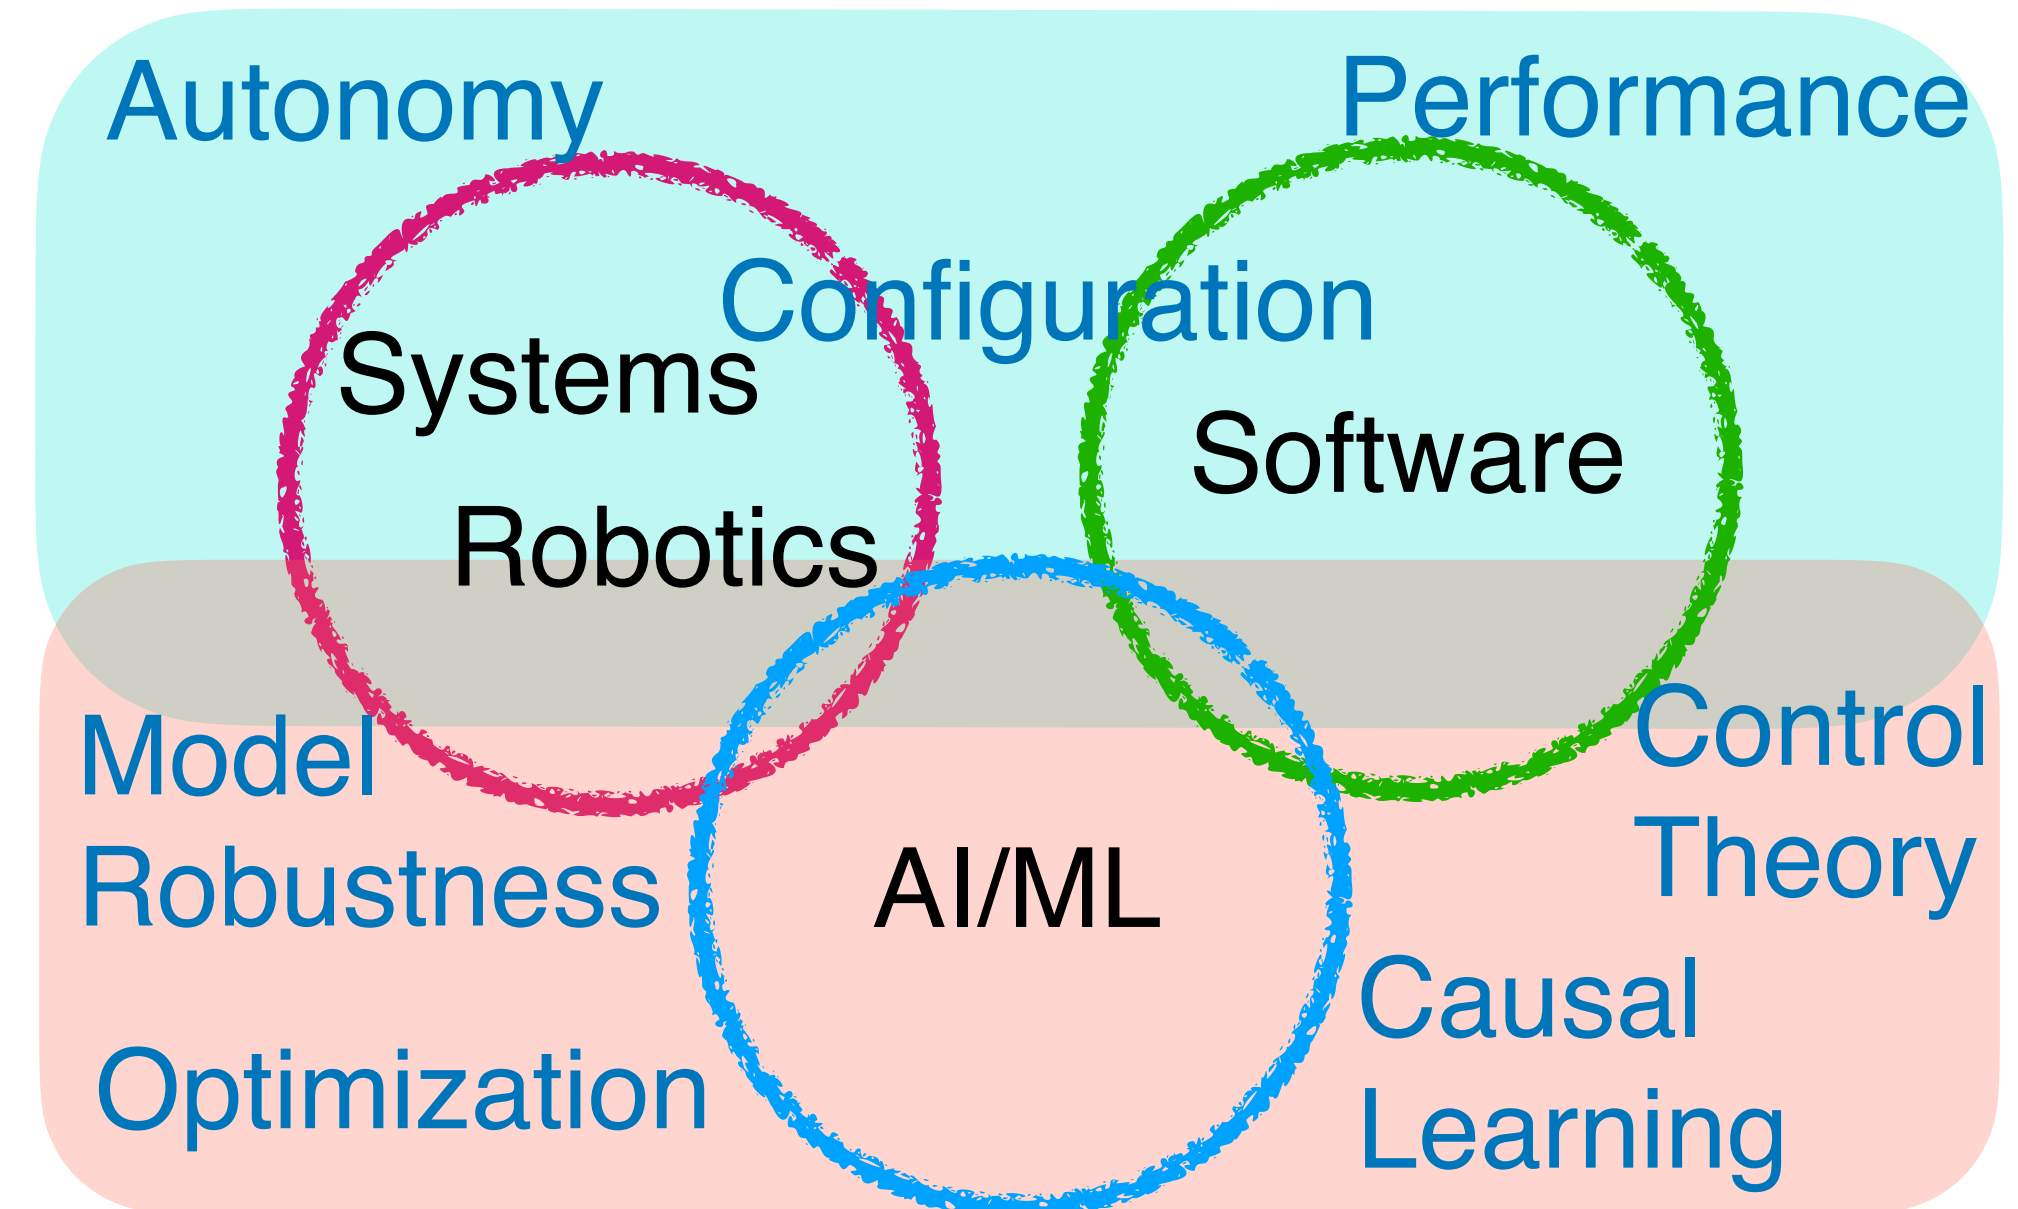 Autonomy
Performance
Configuration
Systems
Software
Robotics
Model
Robustness
Control
Theory
AI/ML
Causal
Learning
Optimization